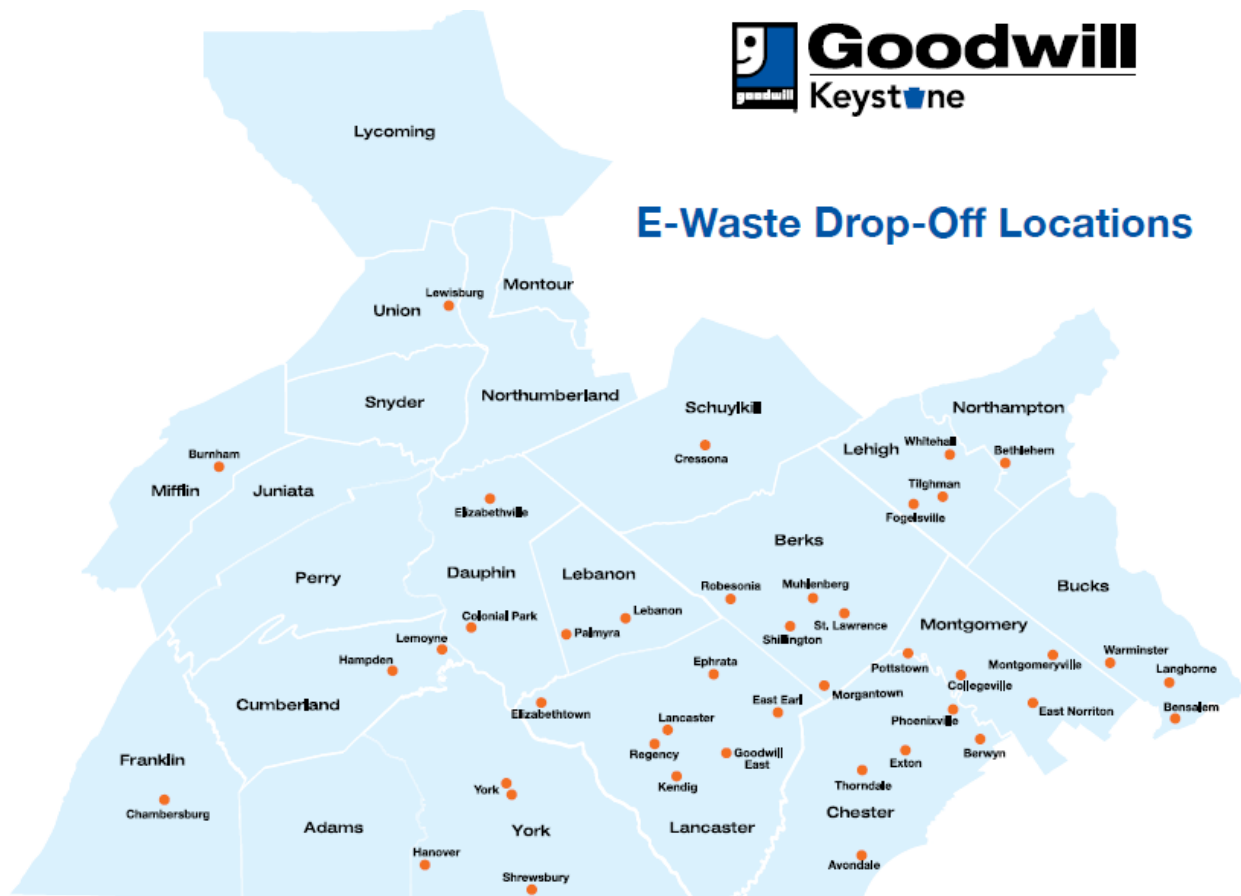 Goodwill
goodwill
Keystone
E-Waste Drop-Off Locations
Lycoming
Montour
Lewisburg
Union
Northumberland
Snyder
Schuylkill
Northampton
Lehigh
Whitehall
Bethlehem
Burnham
Cressona
Mifflin
Juniata
Tilghman
Elizabethville
Fogelsville
Berks
Perry
Dauphin
Lebanon
Robesonia
Muhlenberg
Bucks
Colonial Park
Lebanon
St. Lawrence
Montgomery
Lemoyne
Palmyra
Shillington
Hampden
Ephrata
Pottstown
Montgomeryville
Warminster
Langhorne
Cumberland
East Earl
Morgantown
Collegeville
Elizabethtown
Lancaster
Phoenixville
East Norriton
Bensalem
Franklin
Regency
Goodwill
East
Exton
Berwyn
Kendig
Thorndale
York
Chambersburg
Adams
York
Lancaster
Chester
Hanover
Avondale
Shrewsbury